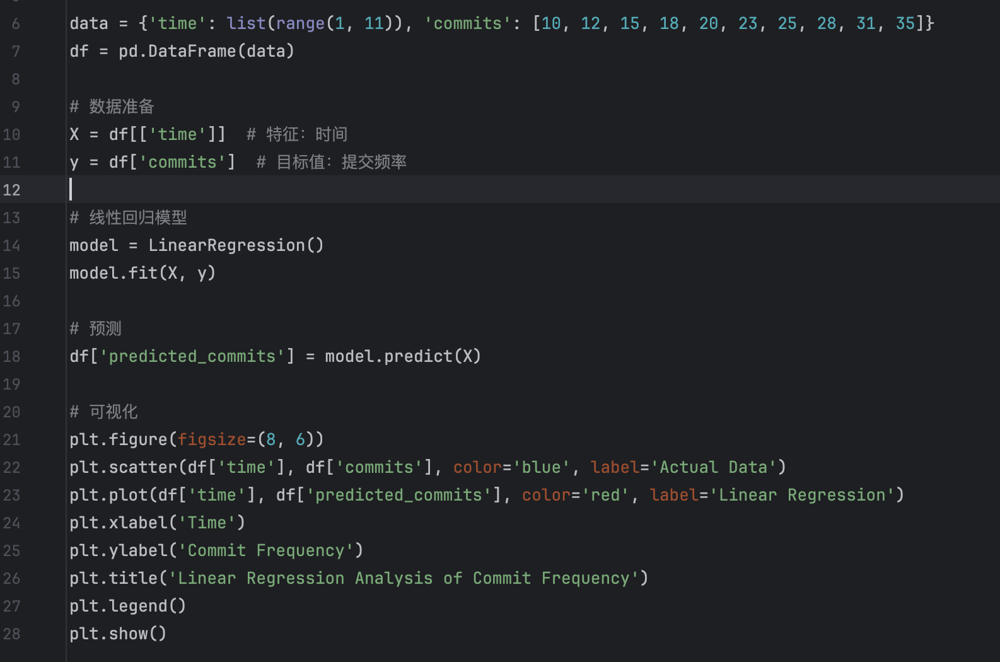 6 data = {'time': list(range(1, 11)), 'commits': [10, 12, 15, 18, 20, 23, 25, 28, 31, 35]}
7 df = pd.DataFrame(data)
8
9 # 数据准备
10 X = df[['time']]  # 特征：时间
11 y = df['commits']  # 目标值：提交频率
12
13 # 线性回归模型
14 model = LinearRegression()
15 model.fit(X, y)
16
17 # 预测
18 df['predicted_commits'] = model.predict(X)
19
20 # 可视化
21 plt.figure(figsize=(8, 6))
22 plt.scatter(df['time'], df['commits'], color='blue', label='Actual Data')
23 plt.plot(df['time'], df['predicted_commits'], color='red', label='Linear Regression')
24 plt.xlabel('Time')
25 plt.ylabel('Commit Frequency')
26 plt.title('Linear Regression Analysis of Commit Frequency')
27 plt.legend()
28 plt.show()